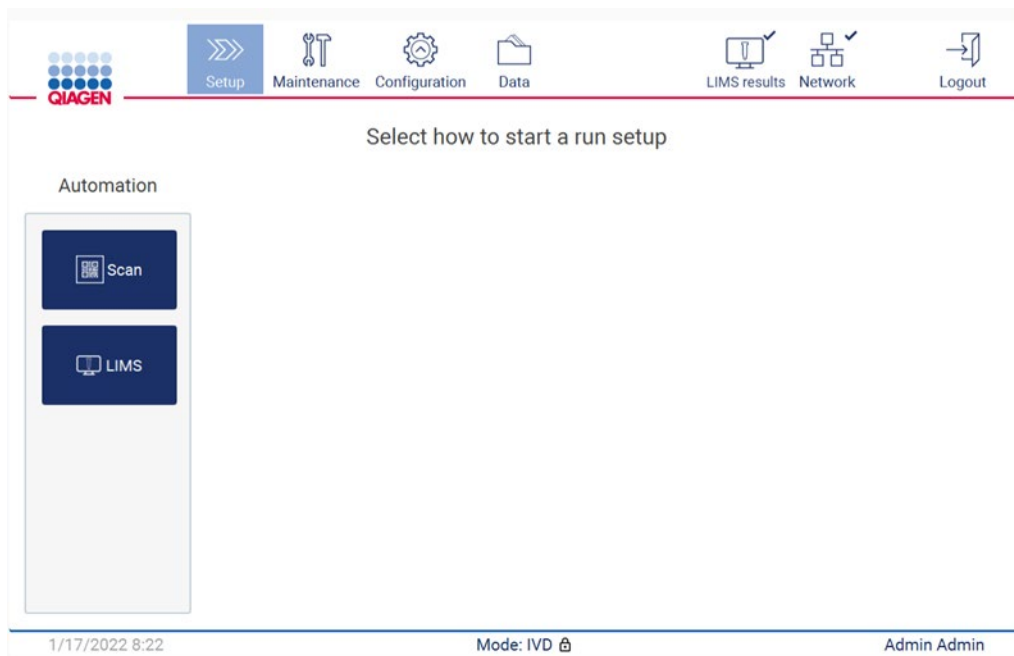 QIAGEN
Setup
Maintenance
Configuration
Data
LIMS results
Network
Logout
Select how to start a run setup
Automation
Scan
LIMS
1/17/2022 8:22
Mode: IVD
Admin Admin